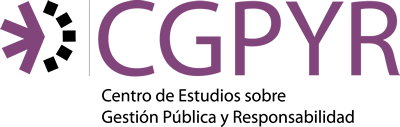 CGPYR
Centro de Estudios sobre
Gestión Pública y Responsabilidad